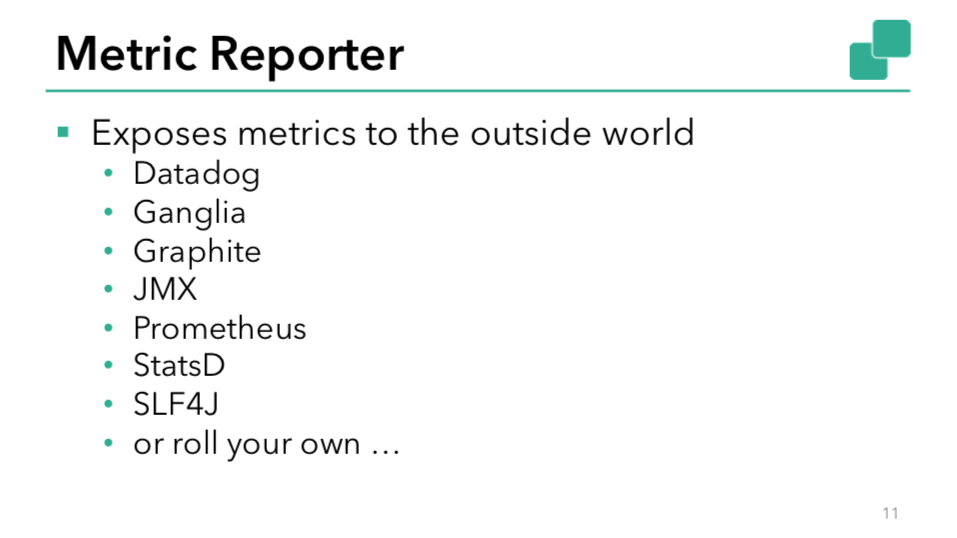 Metric Reporter
Exposes metrics to the outside world
Datadog
Ganglia
Graphite
JMX
Prometheus
StatsD
SLF4J
or roll your own …
11